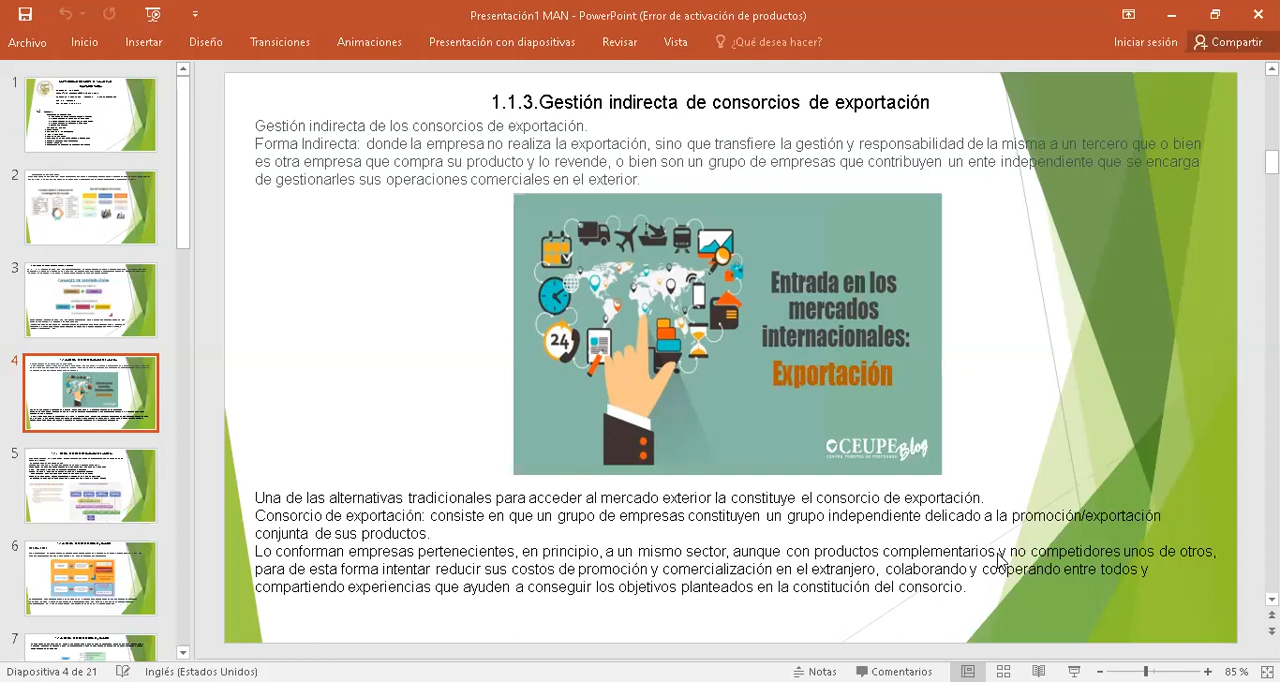 Presentación1 MAN - PowerPoint (Error de activación de productos)
Archivo Inicio Insertar Diseño Transiciones Animaciones Presentación con diapositivas Revisar Vista ¿Qué desea hacer? Iniciar sesión Compartir
1
2
3
4
5
6
7
1.1.3.Gestión indirecta de consorcios de exportación
Gestión indirecta de los consorcios de exportación.
Forma Indirecta: donde la empresa no realiza la exportación, sino que transfiere la gestión y responsabilidad de la misma a un tercero que o bien
es otra empresa que compra su producto y lo revende, o bien son un grupo de empresas que contribuyen un ente independiente que se encarga
de gestionarles sus operaciones comerciales en el exterior.
24
Entrada en los
mercados
internacionales:
Exportación
CEUPE Blog
Una de las alternativas tradicionales para acceder al mercado exterior la constituye el consorcio de exportación.
Consorcio de exportación: consiste en que un grupo de empresas constituyen un grupo independiente delicado a la promoción/exportación
conjunta de sus productos.
Lo conforman empresas pertenecientes en principio, a un mismo sector, aunque de productos complementarios y no competidores unos de otros,
para de esta forma intentar reducir sus costos de promoción y comercialización en el extranjero, colaborando y cooperando entre todos y
compartiendo experiencias que ayuden a conseguir los objetivos planteados en la constitución del consorcio.
Diapositiva 4 de 21 Inglés (Estados Unidos) Notas Comentarios 85 %